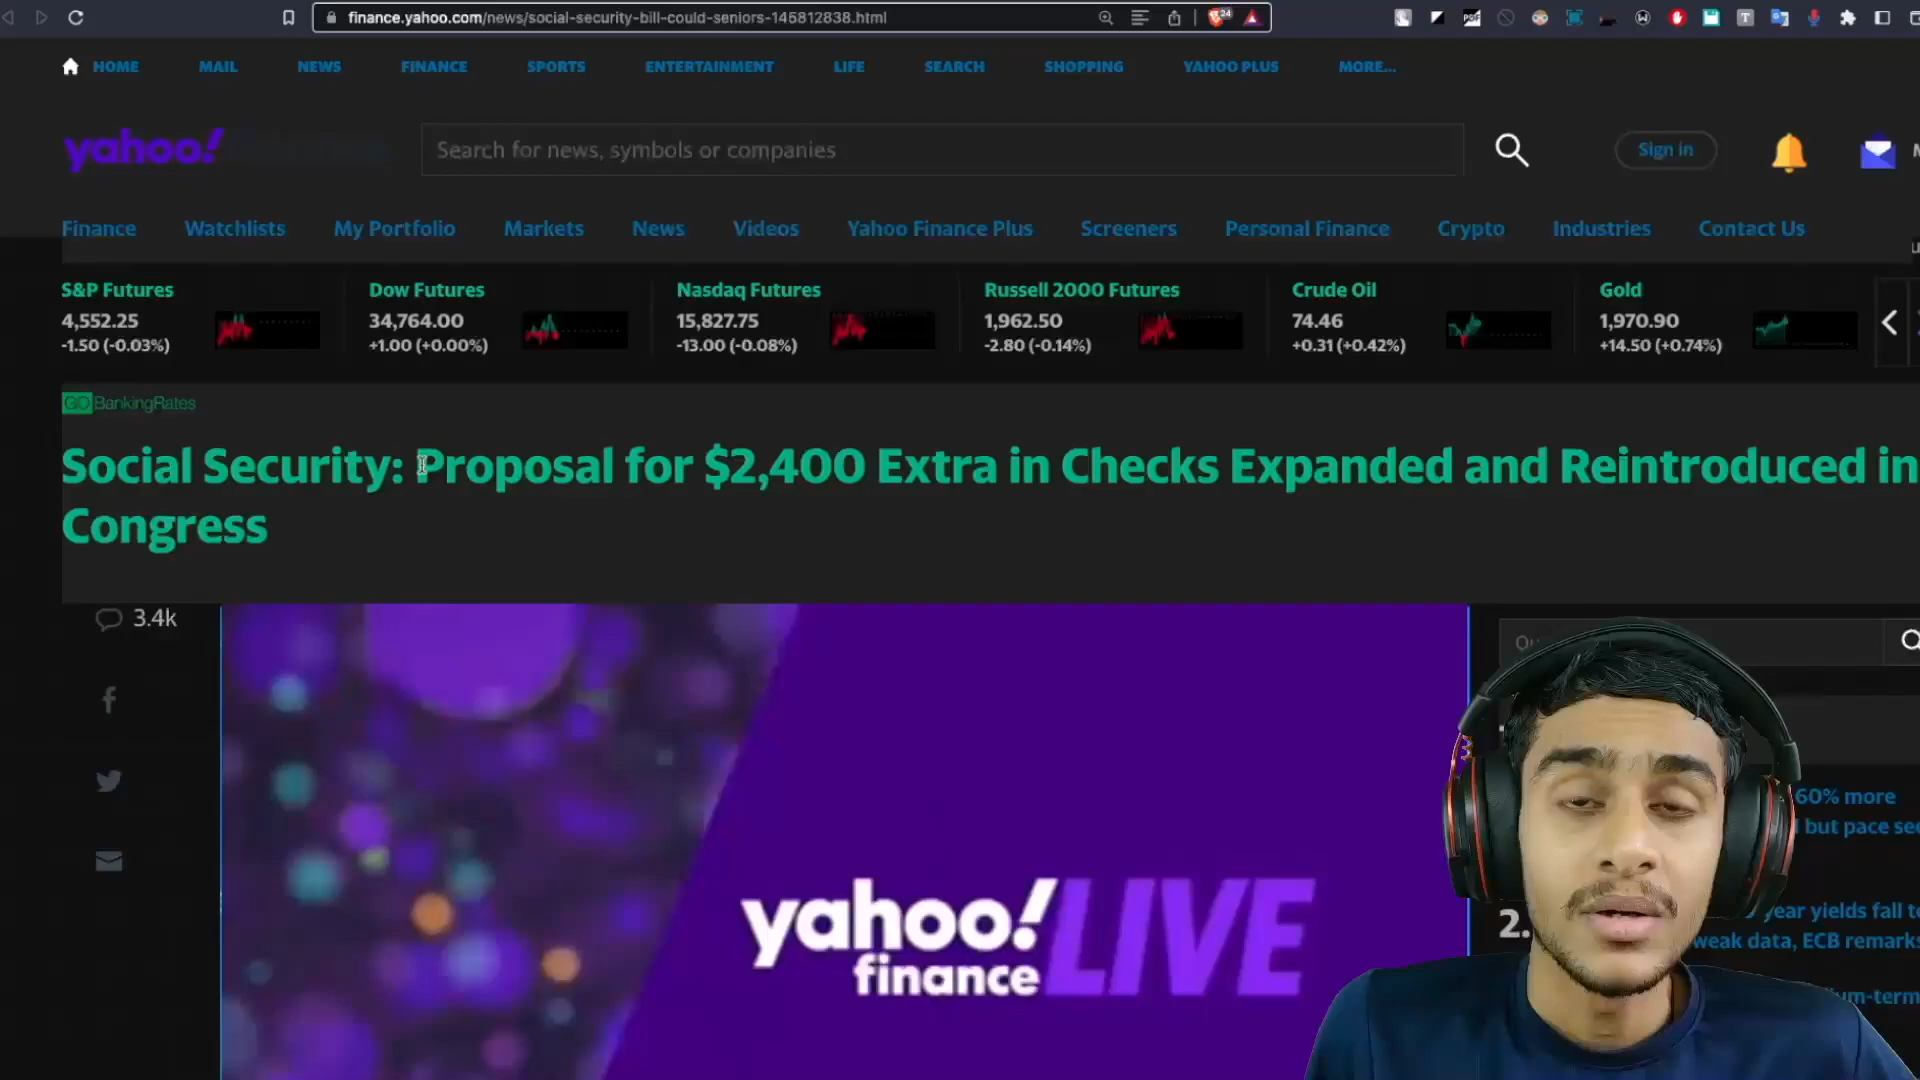 finance.yahoo.com/news/social-security-bill-could-seniors-145812838.html
24
HOME MAIL NEWS FINANCE SPORTS ENTERTAINMENT LIFE SEARCH SHOPPING YAHOO PLUS MORE...
yahoo!
Search for news, symbols or companies
Sign in
Finance Watchlists My Portfolio Markets News Videos Yahoo Finance Plus Screeners Personal Finance Crypto Industries Contact Us
S&P Futures Dow Futures Nasdaq Futures Russell 2000 Futures Crude Oil Gold
4,552.25 34,764.00 15,827.75 1,962.50 74.46 1,970.90
-1.50 (-0.03%) +1.00 (+0.00%) -13.00 (-0.08%) -2.80 (-0.14%) +0.31 (+0.42%) +14.50 (+0.74%)
GOBankingRates
Social Security: Proposal for $2,400 Extra in Checks Expanded and Reintroduced in
Congress
3.4k
yahoo!
finance LIVE
60% more
but pace
2.
year yields fall
weak data, ECB remarks